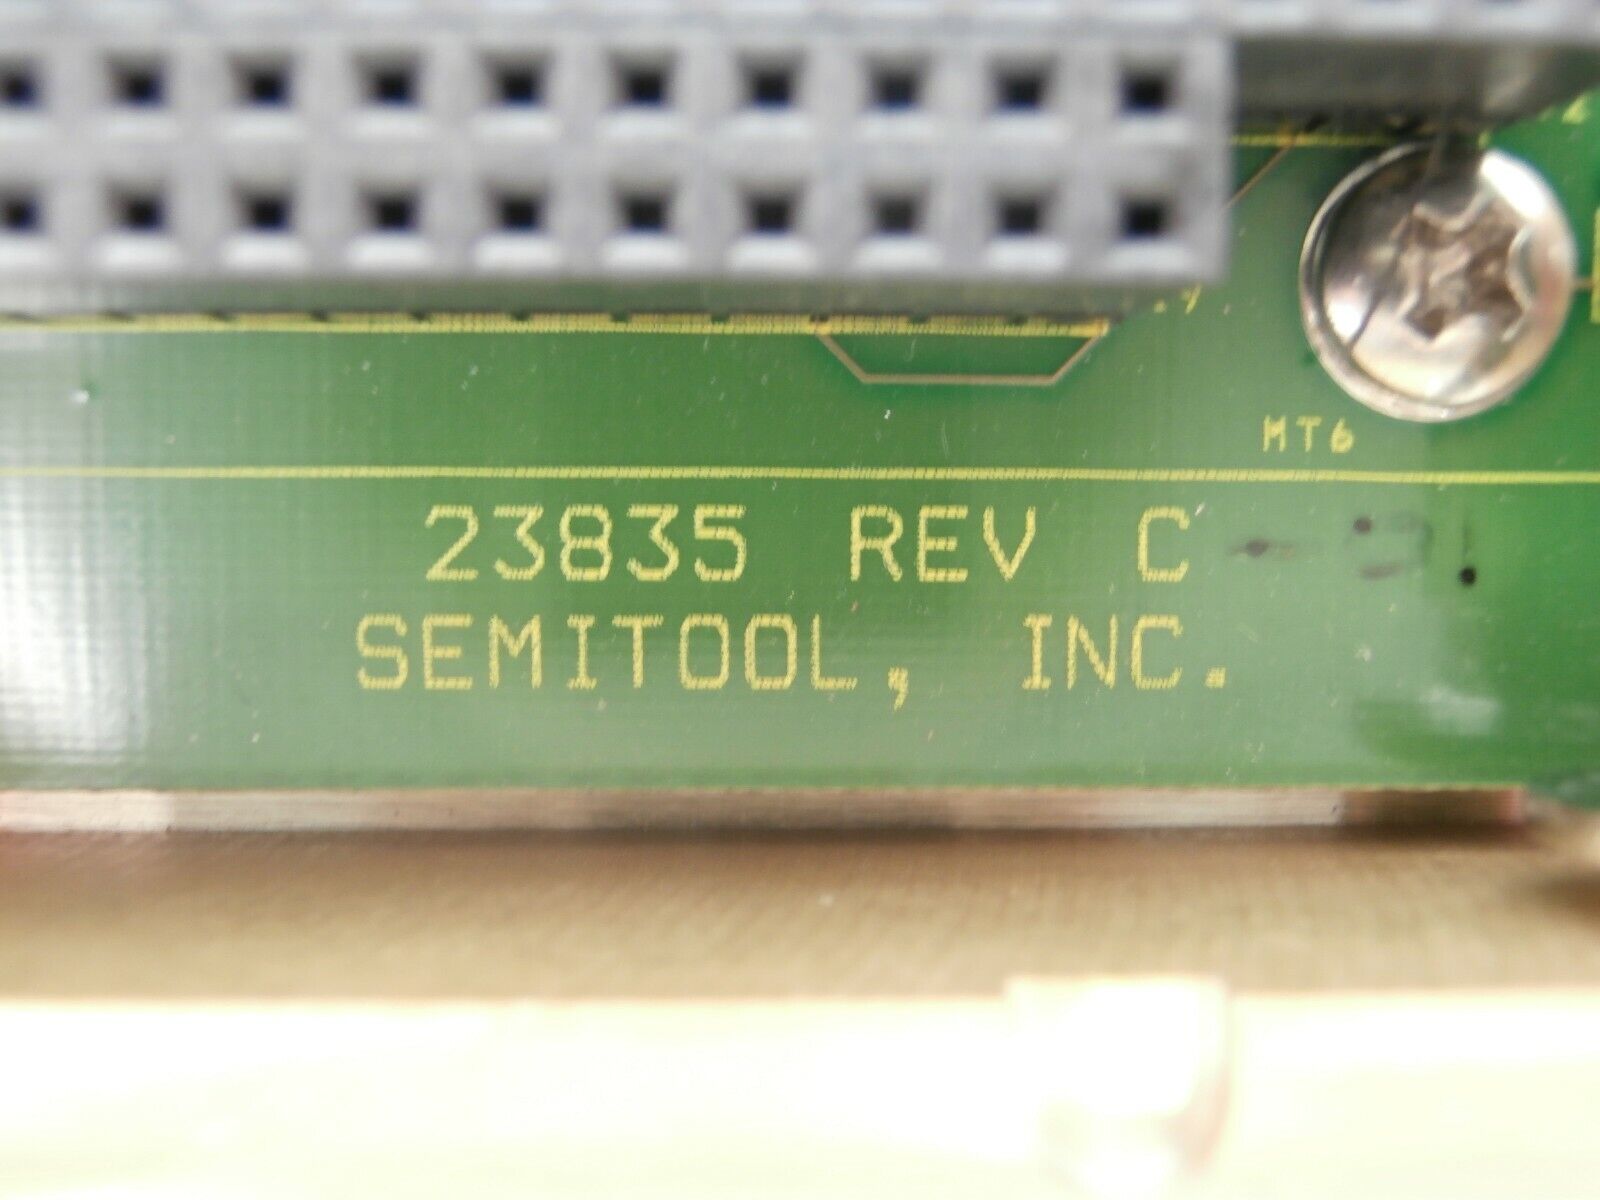 MT6
23835 REV C
SEMITOOL, INC.